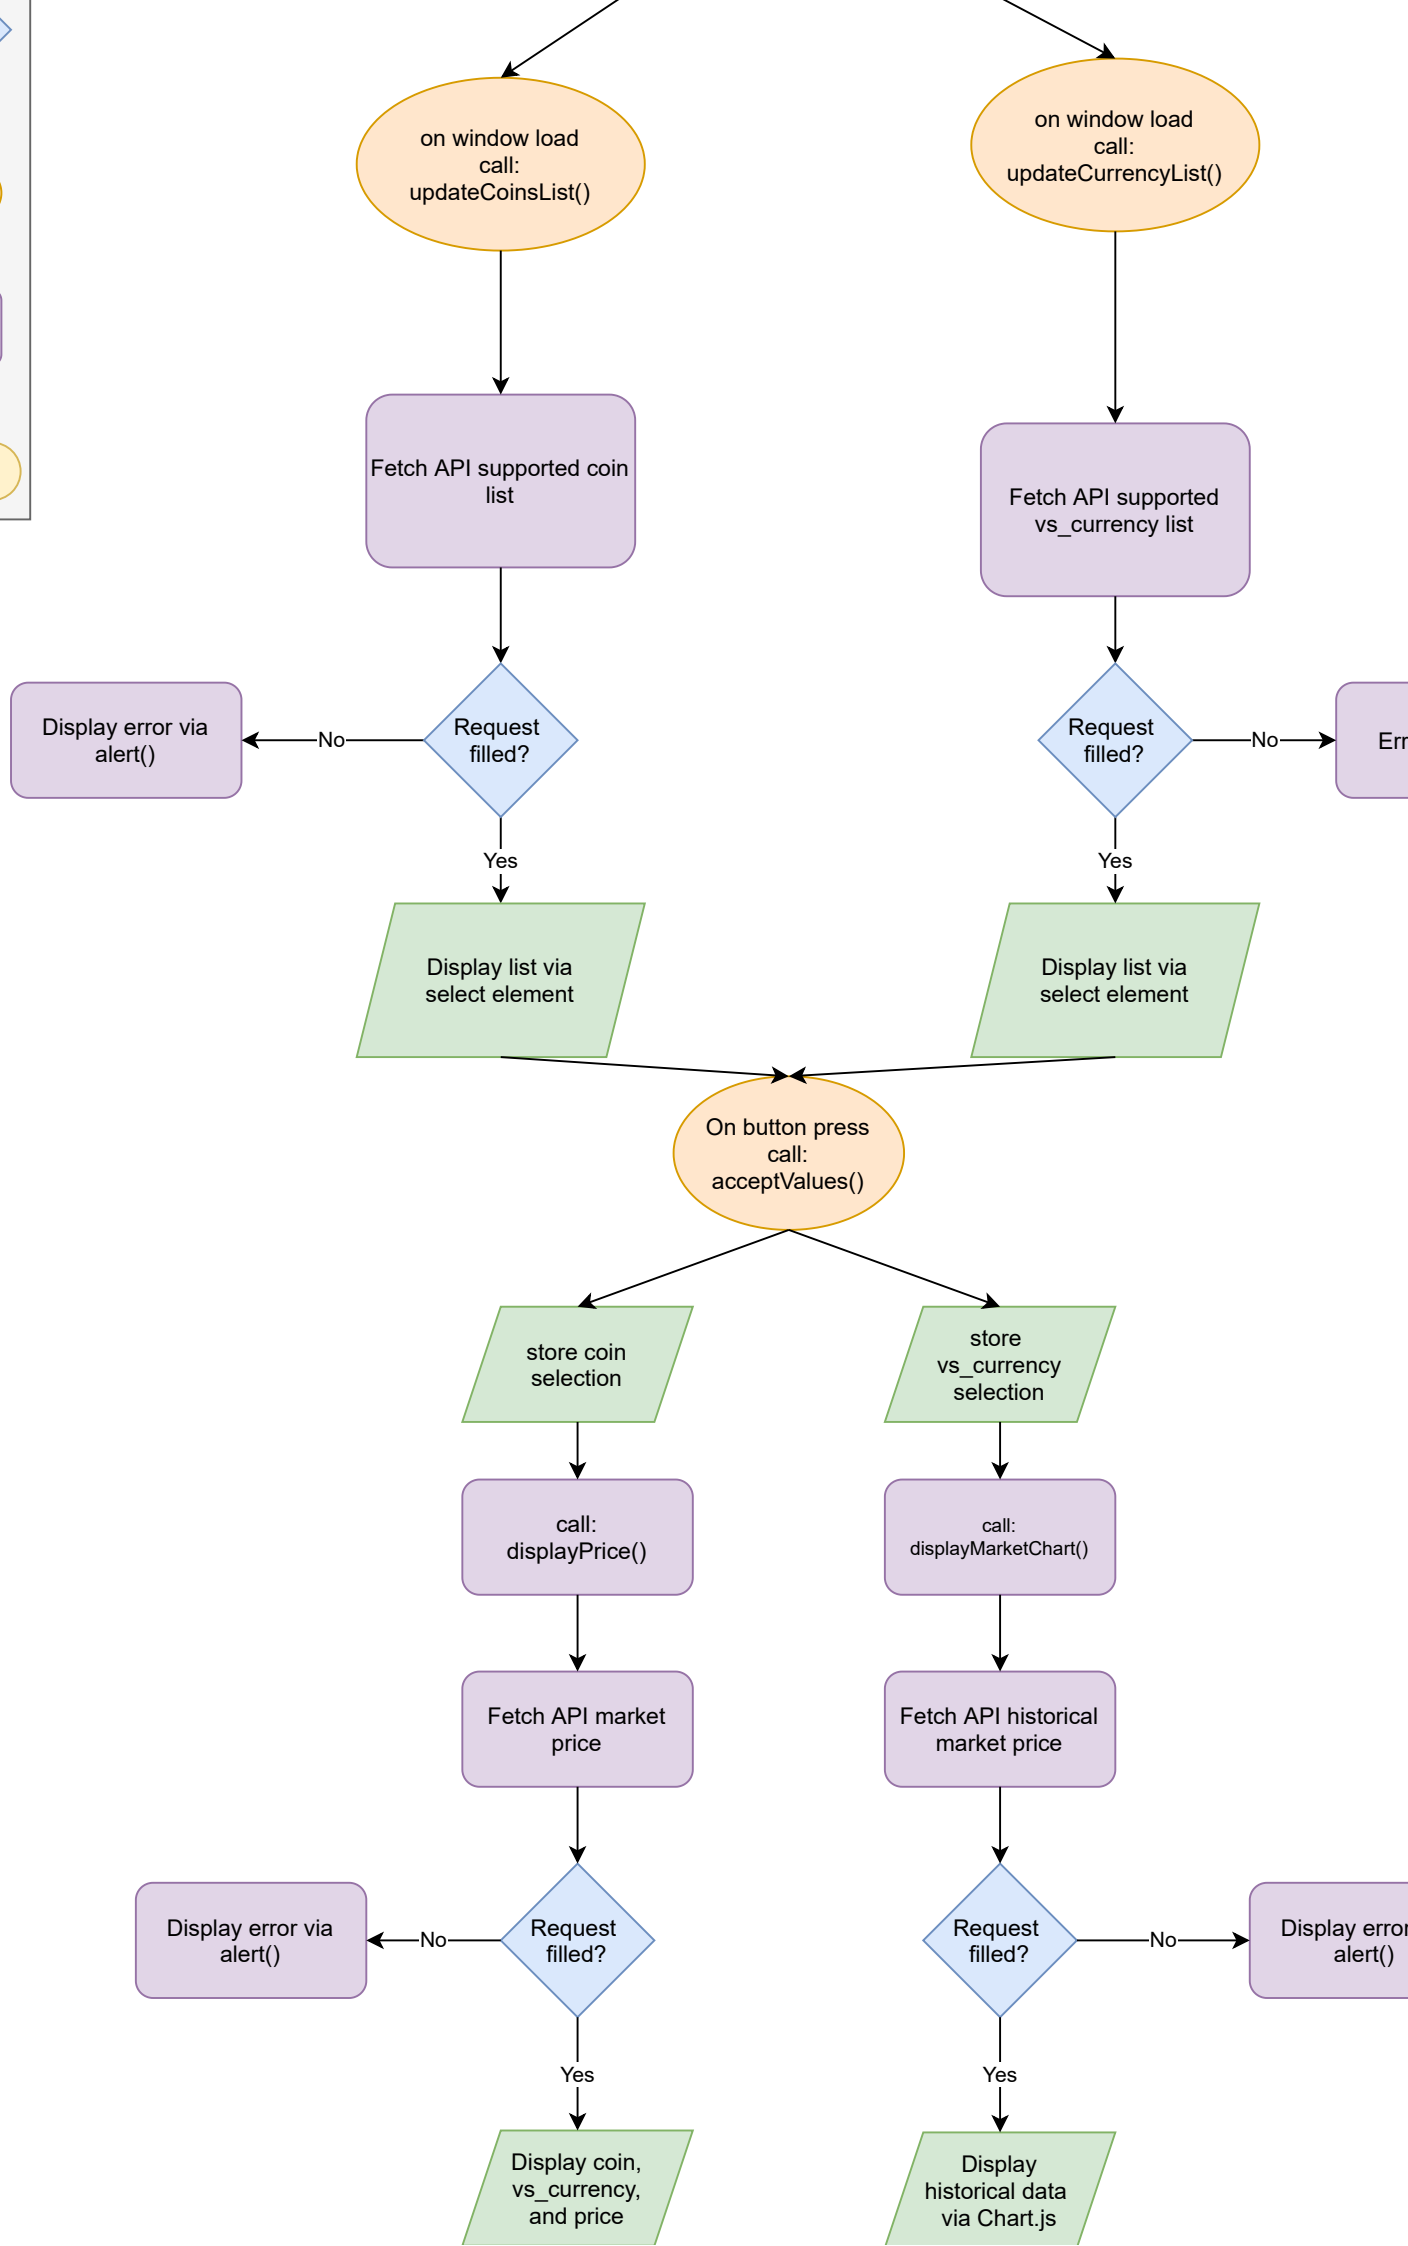 on window load
call:
updateCoinsList()
on window load
call:
updateCurrencyList()
Fetch API supported coin
list
Fetch API supported
vs_currency list
Display error via
alert()
No
Request
filled?
Request
filled?
No
Yes
Yes
Display list via
select element
Display list via
select element
On button press
call:
acceptValues()
store coin
selection
store
vs_currency
selection
call:
displayPrice()
call:
displayMarketChart()
Fetch API market
price
Fetch API historical
market price
Display error via
alert()
No
Request
filled?
Request
filled?
No
Display error
alert()
Yes
Yes
Display coin,
vs_currency,
and price
Display
historical data
via Chart.js